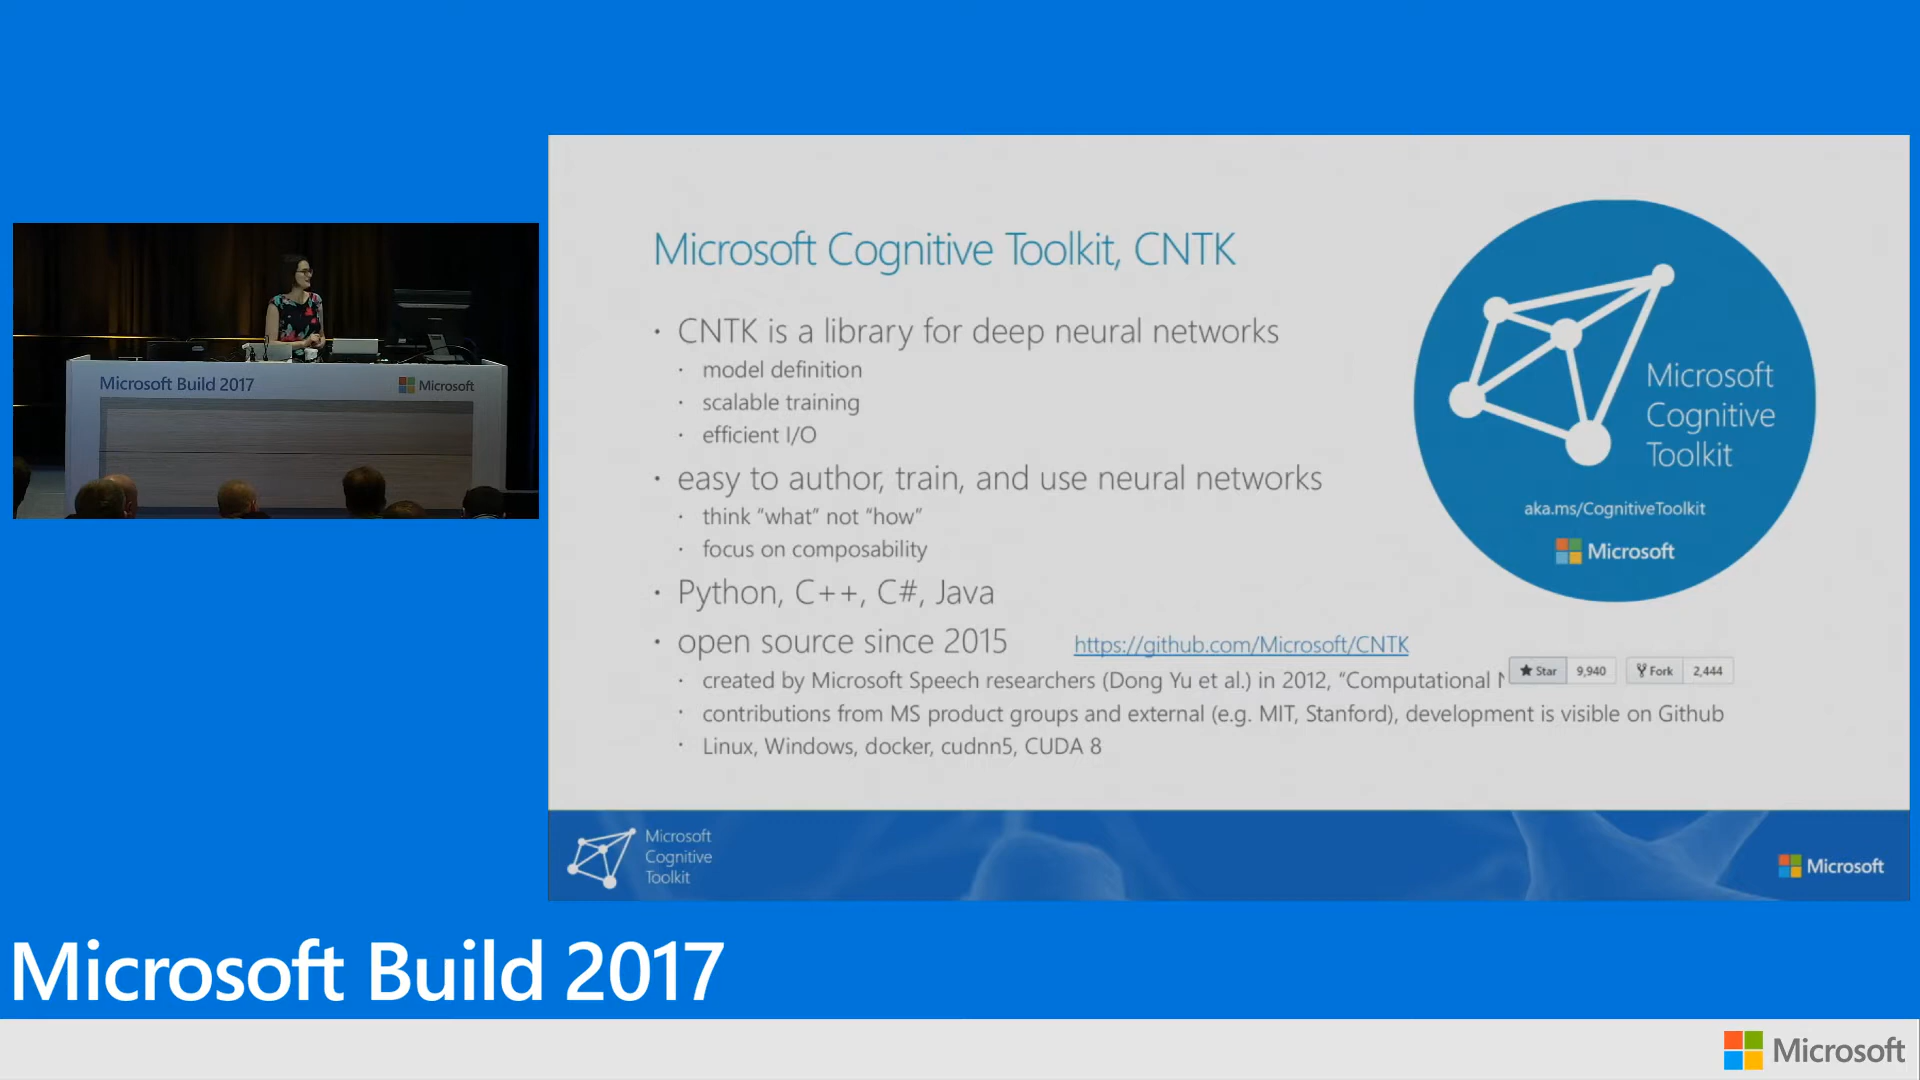 Microsoft Build 2017
Microsoft
Microsoft Cognitive Toolkit, CNTK
· CNTK is a library for deep neural networks
· model definition
· scalable training
· efficient I/O
· easy to author, train, and use neural networks
· think “what” not “how”
· focus on composability
· Python, C++, C#, Java
· open source since 2015 https://github.com/Microsoft/CNTK
· created by Microsoft Speech researchers (Dong Yu et al.) in 2012, “Computational
Star 9,940 Fork 2,444
· contributions from MS product groups and external (e.g. MIT, Stanford), development is visible on Github
· Linux, Windows, docker, cudnn5, CUDA 8
Microsoft
Cognitive
Toolkit
aka.ms/CognitiveToolkit
Microsoft
Microsoft
Cognitive
Toolkit
Microsoft
Microsoft Build 2017
Microsoft